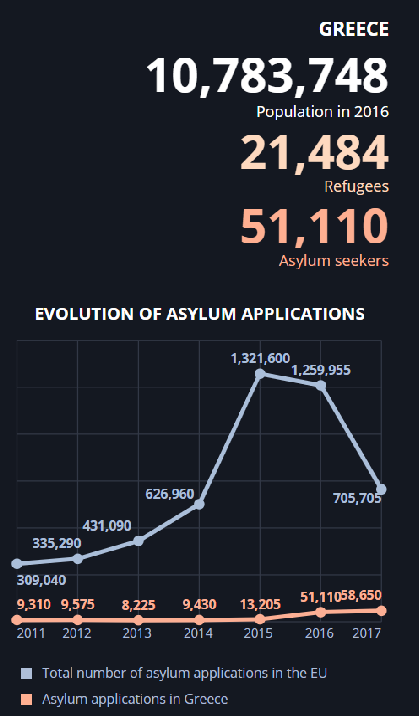 GREECE
10,783,748
Population in 2016
21,484
Refugees
51,110
Asylum seekers
EVOLUTION OF ASYLUM APPLICATIONS
1,321,600
1,259,955
626,960
705,705
431,090
335,290
309,040
9,310 9,575 8,225 9,430 13,205 51,110 58,650
2011 2012 2013 2014 2015 2016 2017
Total number of asylum applications in the EU
Asylum applications in Greece